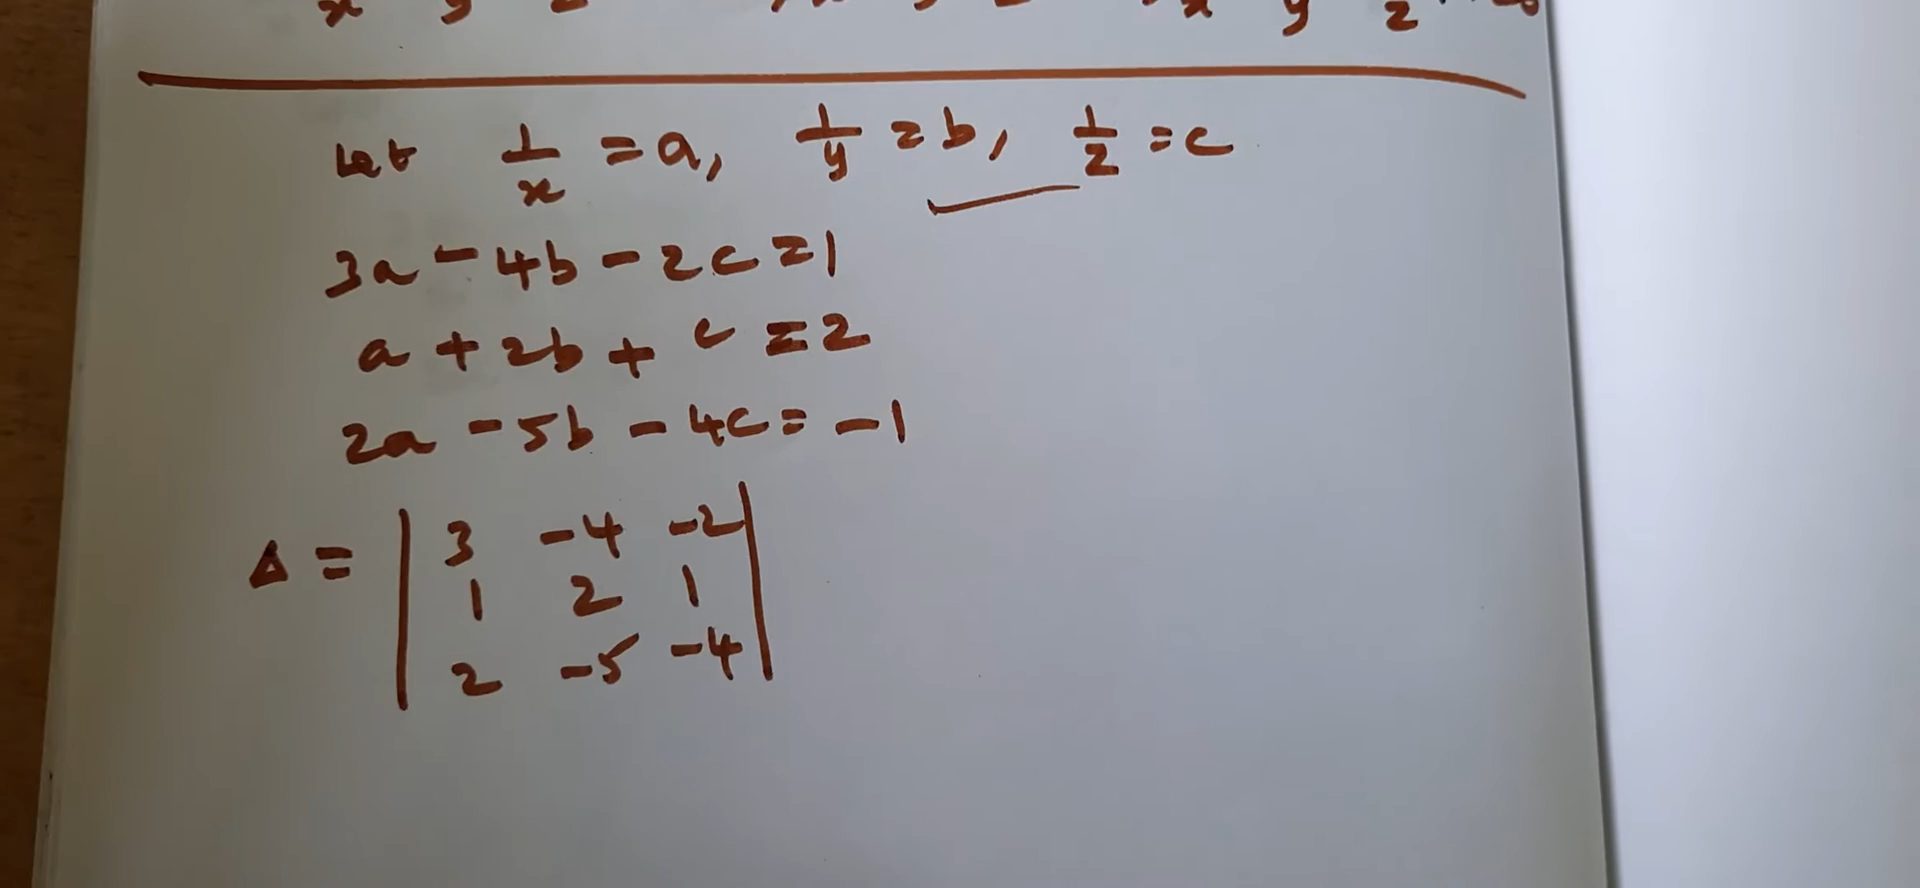 x y z x y z x y z
Let 1/x = a, 1/y = b, 1/z = c
3a - 4b - 2c = 1
a + 2b + c = 2
2a - 5b - 4c = -1
Δ = | 3 -4 -2 |
| 1 2 1 |
| 2 -5 -4 |